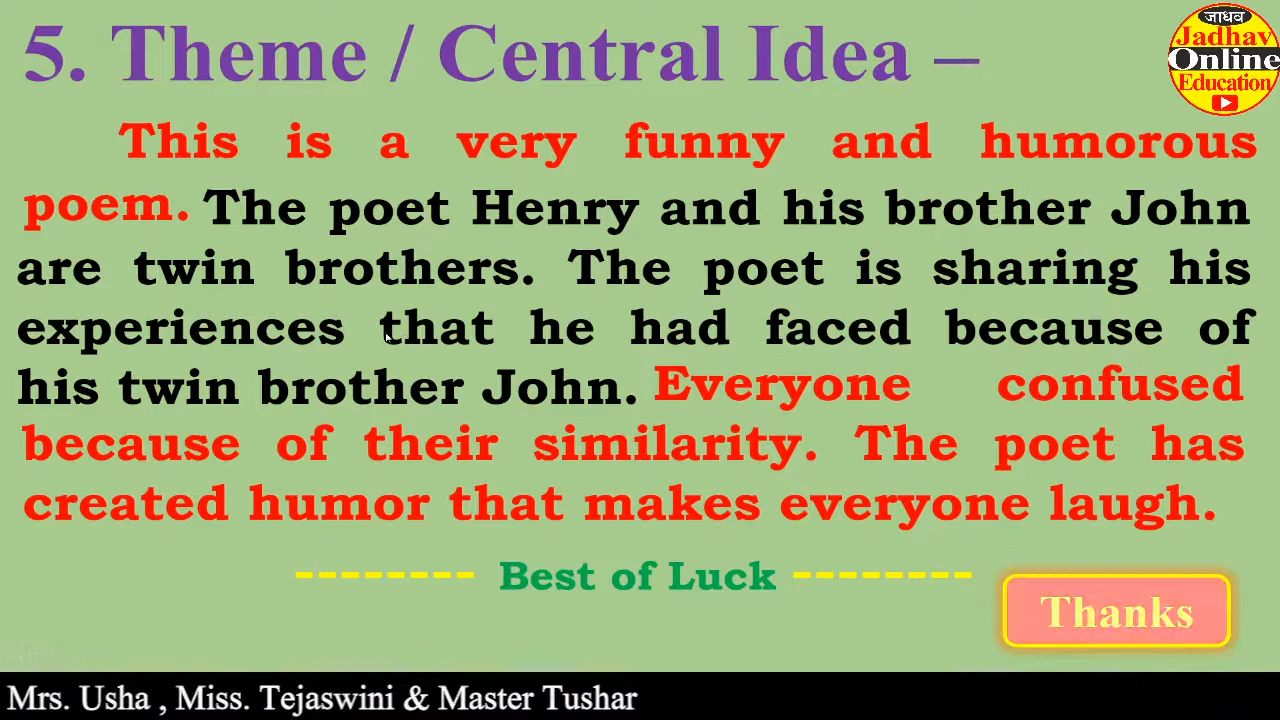 5. Theme / Central Idea –
जाधव
Jadhav
Online
Education
This is a very funny and humorous
poem. The poet Henry and his brother John
are twin brothers. The poet is sharing his
experiences that he had faced because of
his twin brother John. Everyone confused
because of their similarity. The poet has
created humor that makes everyone laugh.
-------- Best of Luck --------
Thanks
Mrs. Usha , Miss. Tejaswini & Master Tushar